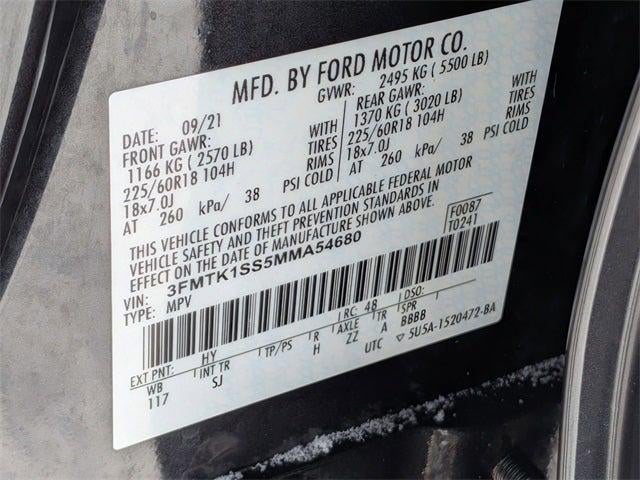 MFD. BY FORD MOTOR CO.
DATE: 09/21 GVWR: 2495 KG ( 5500 LB)
FRONT GAWR: REAR GAWR:
1166 KG ( 2570 LB) WITH 1370 KG ( 3020 LB) WITH
225/60R18 104H TIRES 225/60R18 104H TIRES
18x7.0J RIMS 18x7.0J RIMS
AT 260 kPa/ 38 PSI COLD AT 260 kPa/ 38 PSI COLD
THIS VEHICLE CONFORMS TO ALL APPLICABLE FEDERAL MOTOR
VEHICLE SAFETY AND THEFT PREVENTION STANDARDS IN
EFFECT ON THE DATE OF MANUFACTURE SHOWN ABOVE.
F0087
T0241
VIN: 3FMTK1SS5MMA54680
TYPE: MPV
RC: 48 DSO:
EXT PNT: HY
WB INT TR TP/PS R AXLE TR SPR
117 SJ H ZZ A BBBB
UTC 5U5A-1520472-BA